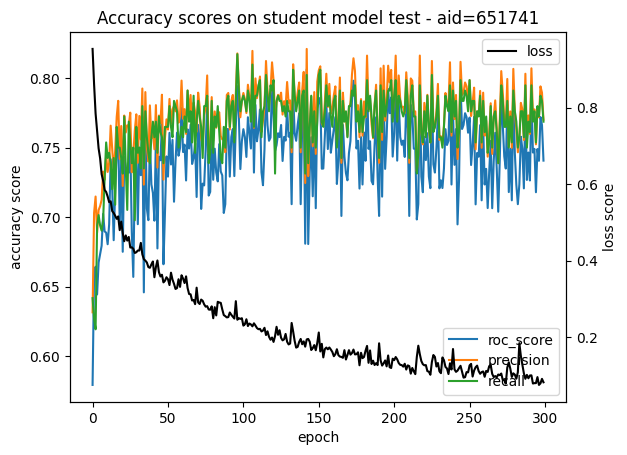 Accuracy scores on student model test - aid=651741
loss
0.80
0.75
0.70
0.65
0.60
accuracy score
0.8
0.6
0.4
0.2
loss score
roc_score
precision
recall
0
50
100
150
200
250
300
epoch